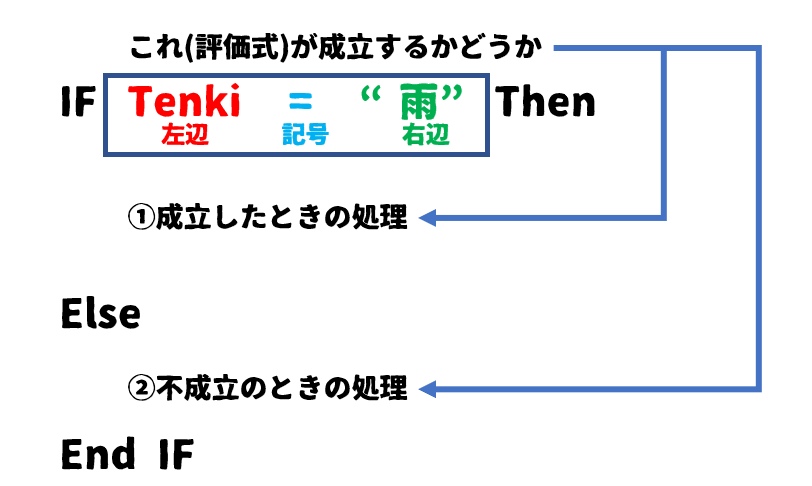 これ(評価式)が成立するかどうか
IF Tenki = “ 雨” Then
左辺 記号 右辺
①成立したときの処理
Else
②不成立のときの処理
End IF